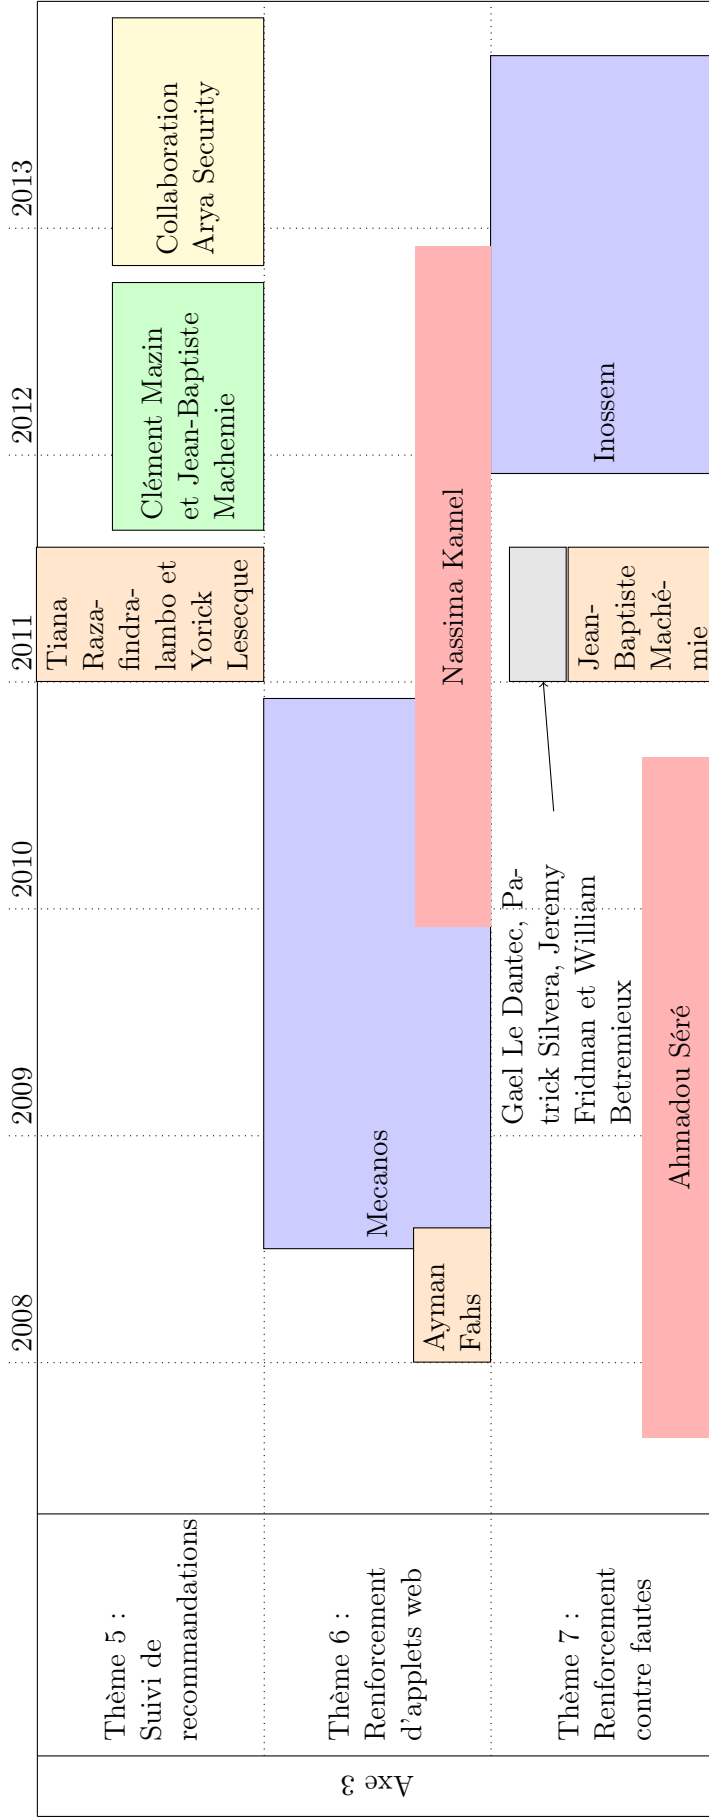 2008
2009
2010
2011
2012
2013
Axe 3
Thème 5 :
Suivi de
recommandations
Tiana
Raza-
findra-
lambo et
Yorick
Lesecque
Clément Mazin
et Jean-Baptiste
Machemie
Collaboration
Arya Security
Thème 6 :
Renforcement
d'applets web
Mecanos
Ayman
Fahs
Nassima Kamel
Thème 7 :
Renforcement
contre fautes
Gael Le Dantec, Pa-
trick Silvera, Jeremy
Fridman et William
Betremieux
Ahmadou Séré
Jean-
Baptiste
Maché-
mie
Inossem